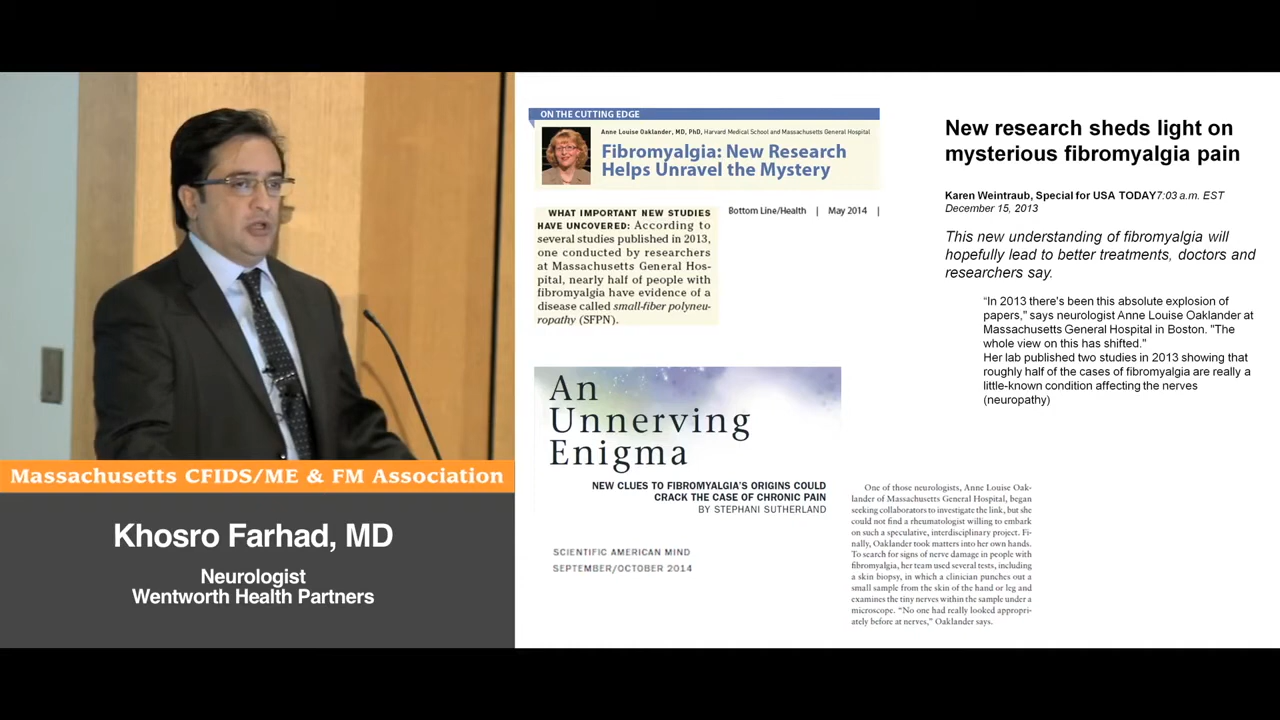 Massachusetts CFIDS/ME & FM Association
Khosro Farhad, MD
Neurologist
Wentworth Health Partners
ON THE CUTTING EDGE
Anne Louise Oaklander, MD, PhD, Harvard Medical School and Massachusetts General Hospital
Fibromyalgia: New Research
Helps Unravel the Mystery
WHAT IMPORTANT NEW STUDIES
HAVE UNCOVERED: According to
several studies published in 2013,
one conducted by researchers
at Massachusetts General Hos-
pital, nearly half of people with
fibromyalgia have evidence of a
disease called small-fiber polyneu-
ropathy (SFPN).
Bottom Line/Health | May 2014 |
An
Unnerving
Enigma
NEW CLUES TO FIBROMYALGIA'S ORIGINS COULD
CRACK THE CASE OF CHRONIC PAIN
BY STEPHANI SUTHERLAND
SCIENTIFIC AMERICAN MIND
SEPTEMBER/OCTOBER 2014
One of those neurologists, Anne Louise Oak-
lander of Massachusetts General Hospital, began
seeking collaborators to investigate the link, but she
could not find a rheumatologist willing to embark
on such a speculative, interdisciplinary project. Fi-
nally, Oaklander took matters into her own hands.
To search for signs of nerve damage in people with
fibromyalgia, her team used several tests, including
a skin biopsy, in which a clinician punches out a
small sample from the skin of the hand or leg and
examines the tiny nerves within the sample under a
microscope. “No one had really looked appropri-
ately before at nerves,” Oaklander says.
New research sheds light on
mysterious fibromyalgia pain
Karen Weintraub, Special for USA TODAY7:03 a.m. EST
December 15, 2013
This new understanding of fibromyalgia will
hopefully lead to better treatments, doctors and
researchers say.
“In 2013 there's been this absolute explosion of
papers," says neurologist Anne Louise Oaklander at
Massachusetts General Hospital in Boston. "The
whole view on this has shifted."
Her lab published two studies in 2013 showing that
roughly half of the cases of fibromyalgia are really a
little-known condition affecting the nerves
(neuropathy)